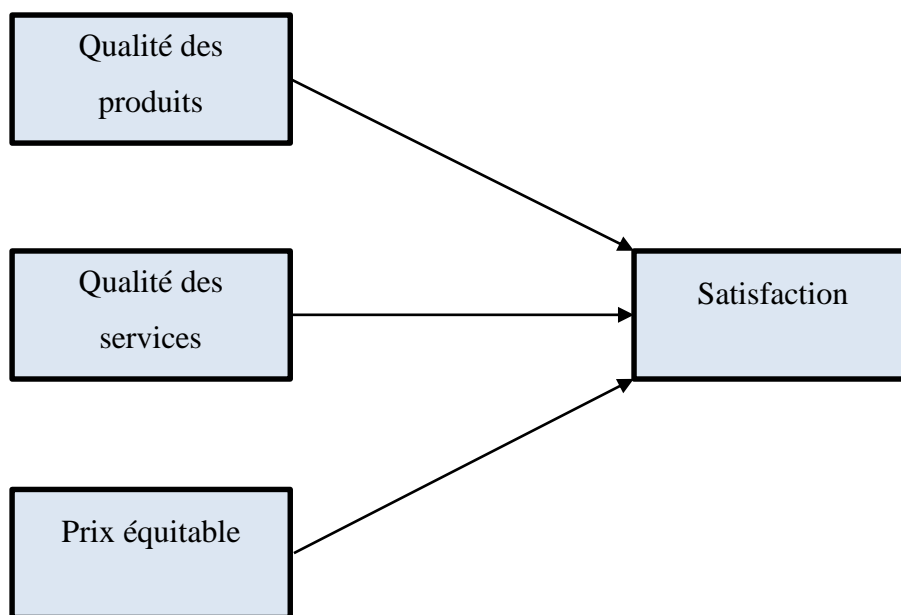 Qualité des
produits
Qualité des
services
Satisfaction
Prix équitable